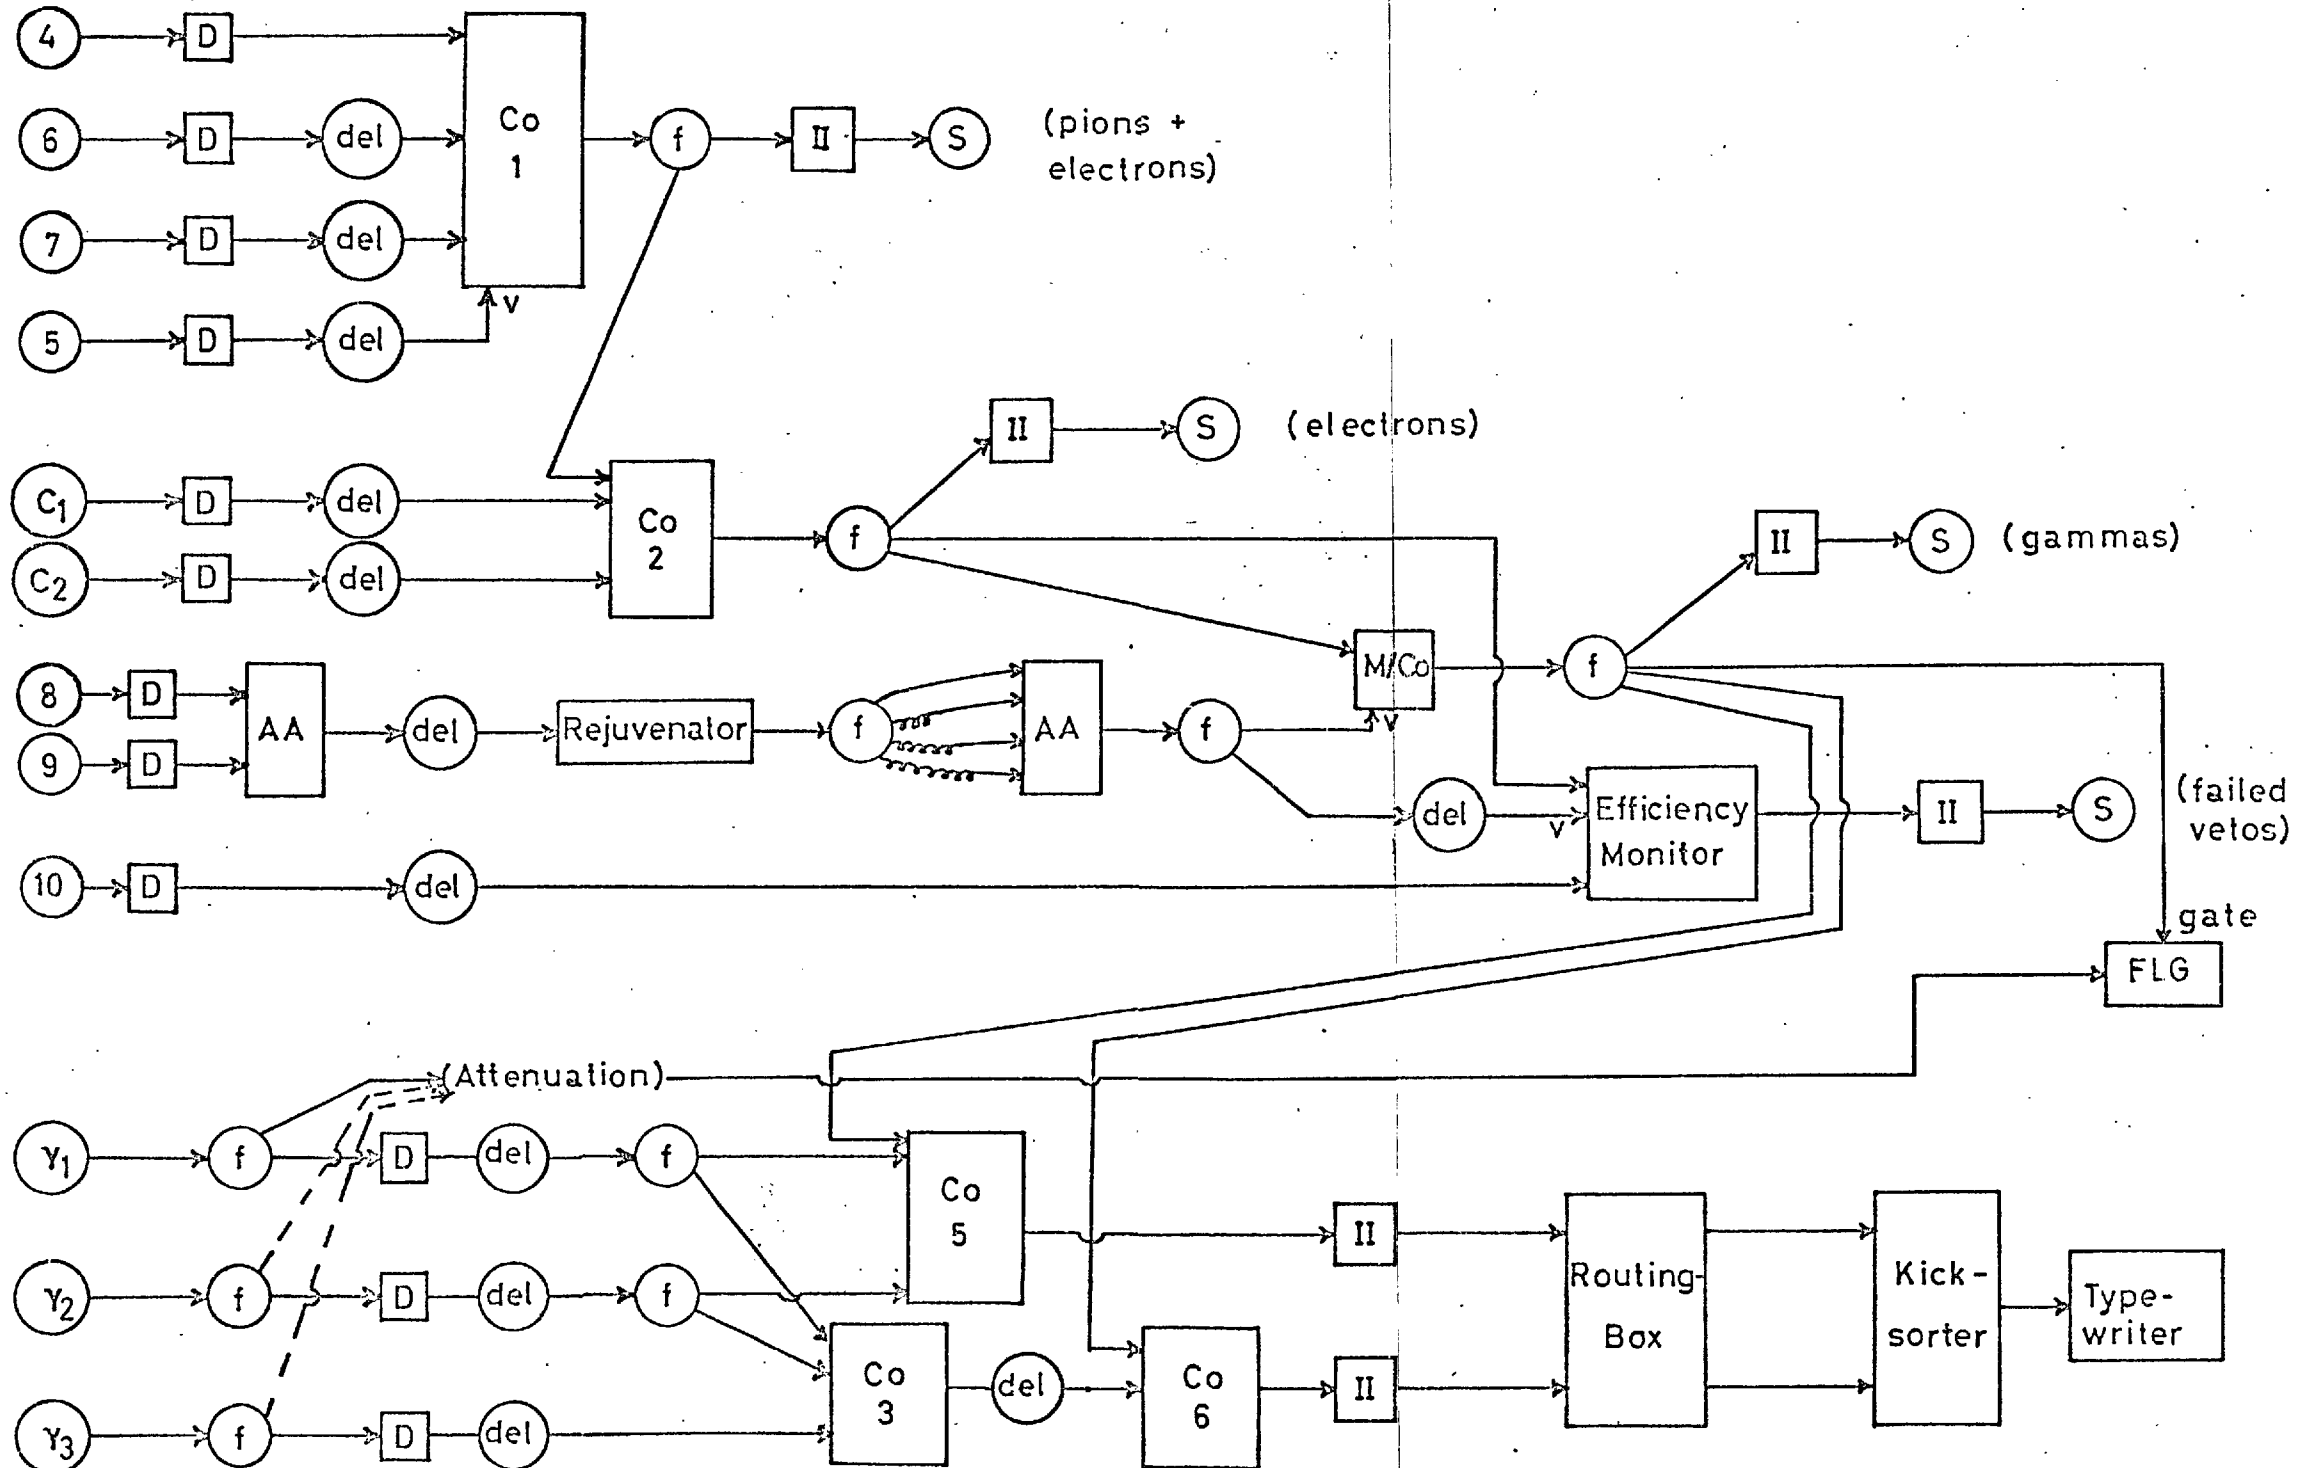 4 D
Co
1
6 D del
f II S (pions +
electrons)
7 D del
v
5 D del
II S (electrons)
C1 D del
Co
2
f
C2 D del
II S (gammas)
M/Co
f
v
8 D
AA
del Rejuvenator f AA f
9 D
del
v
Efficiency
Monitor
II S (failed
vetos)
10 D del
gate
FLG
(Attenuation)
γ1 f D del f
Co
5
II
γ2 f D del f
Co
3
del
Co
6
II
Routing-
Box
Kick-
sorter
Type-
writer
γ3 f D del